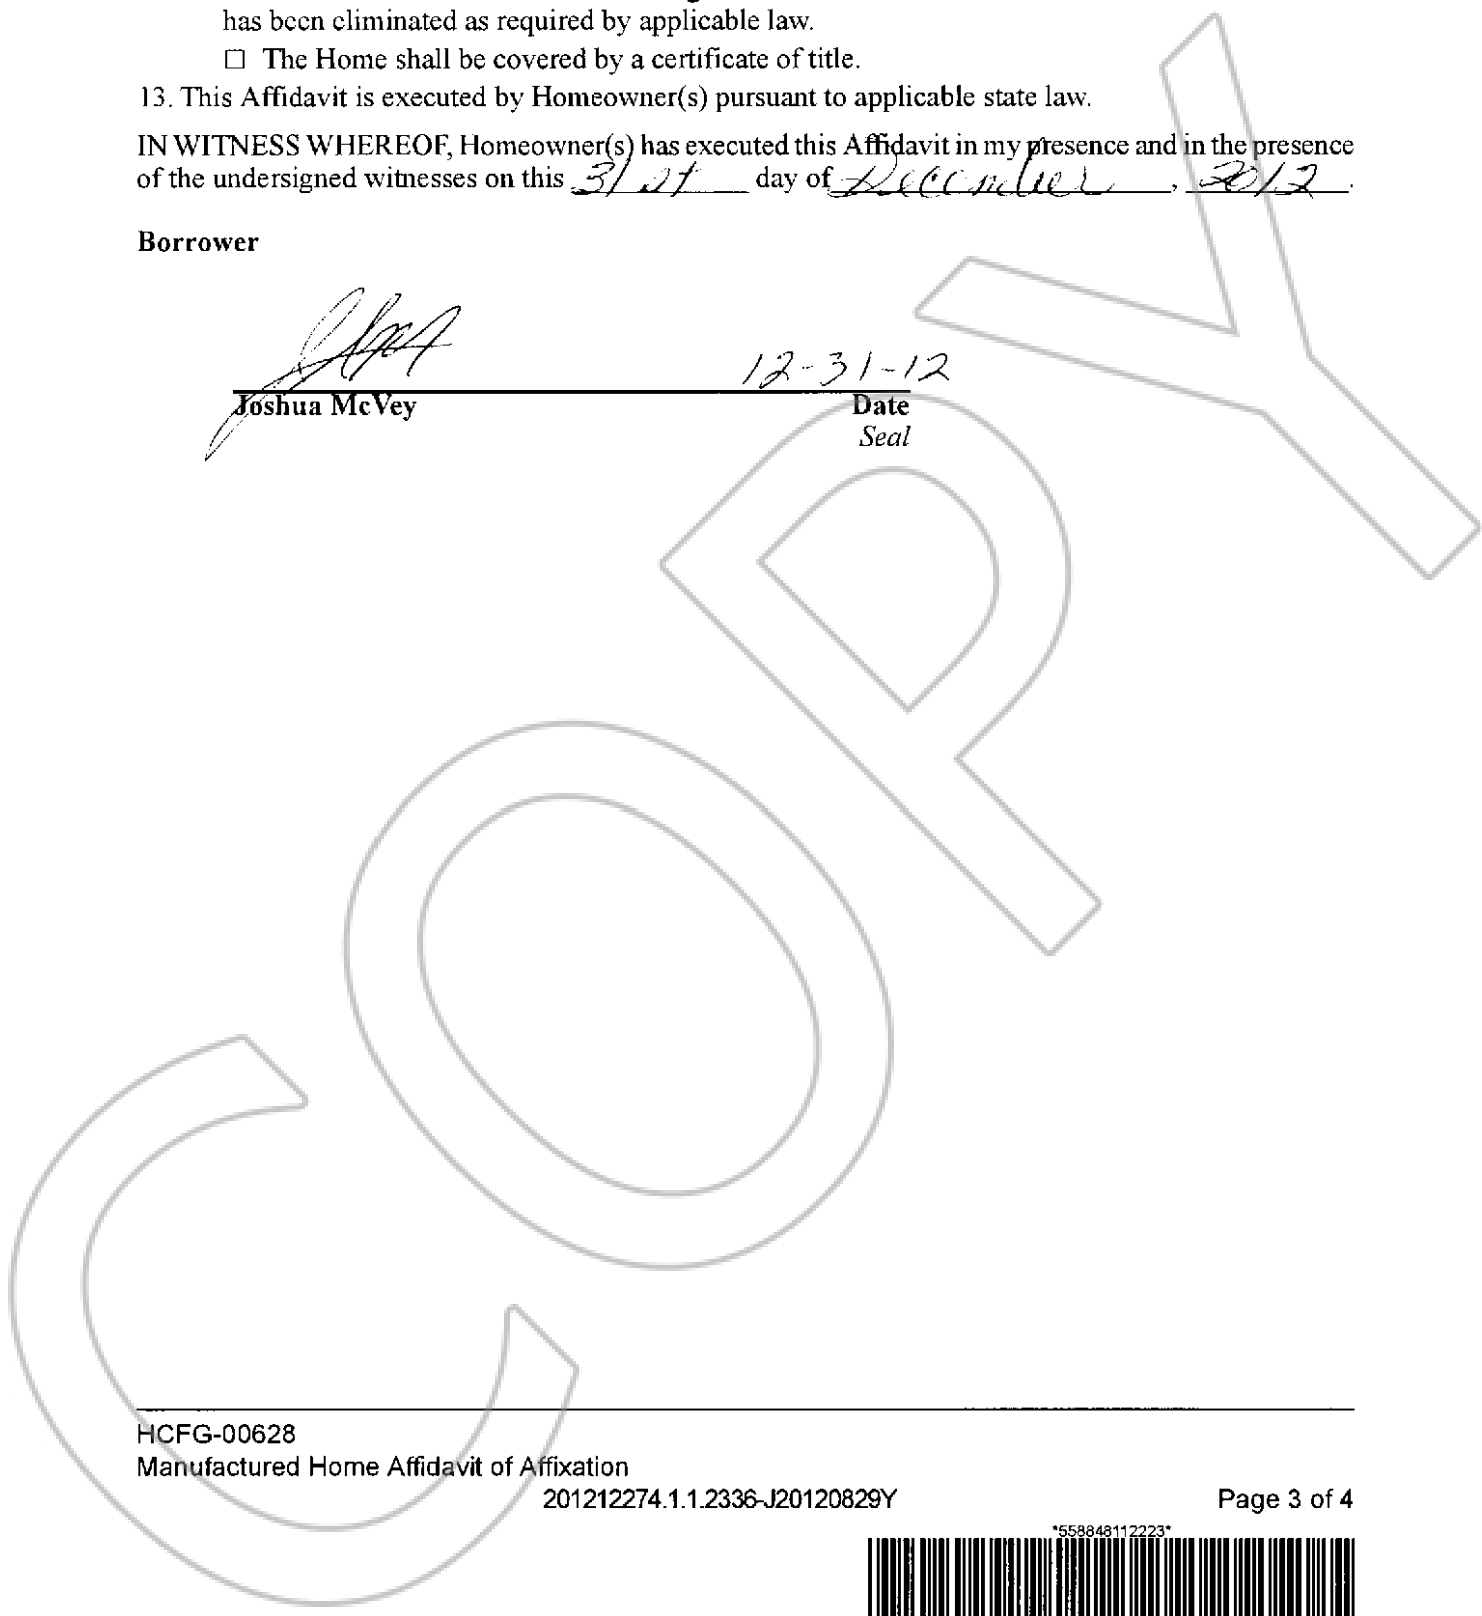 has been eliminated as required by applicable law.
☐ The Home shall be covered by a certificate of title.
13. This Affidavit is executed by Homeowner(s) pursuant to applicable state law.
IN WITNESS WHEREOF, Homeowner(s) has executed this Affidavit in my presence and in the presence
of the undersigned witnesses on this 31st day of December, 2012.
Borrower
12-31-12
Joshua McVey Date
Seal
COPY
HCFG-00628
Manufactured Home Affidavit of Affixation
201212274.1.1.2336-J20120829Y Page 3 of 4
*558848112223*